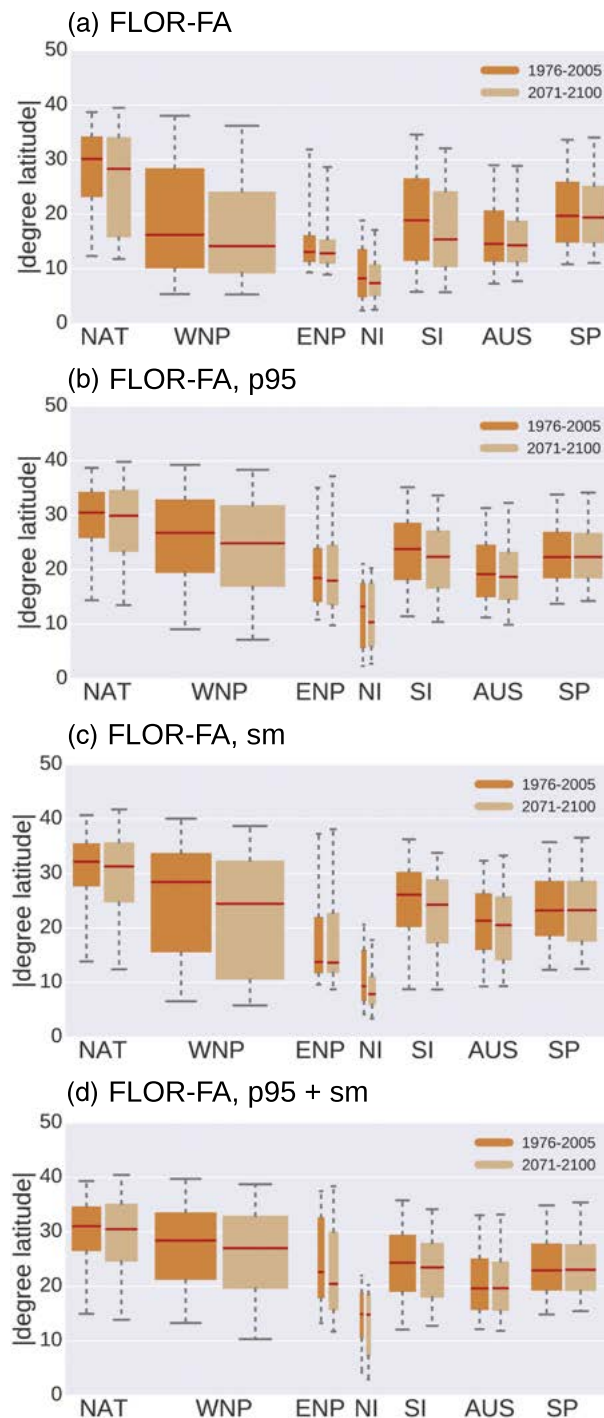 (a) FLOR-FA
50
40
30
20
10
0
|degree latitude|
1976-2005
2071-2100
NAT WNP ENP NI SI AUS SP
(b) FLOR-FA, p95
50
40
30
20
10
0
|degree latitude|
1976-2005
2071-2100
NAT WNP ENP NI SI AUS SP
(c) FLOR-FA, sm
50
40
30
20
10
0
|degree latitude|
1976-2005
2071-2100
NAT WNP ENP NI SI AUS SP
(d) FLOR-FA, p95 + sm
50
40
30
20
10
0
|degree latitude|
1976-2005
2071-2100
NAT WNP ENP NI SI AUS SP